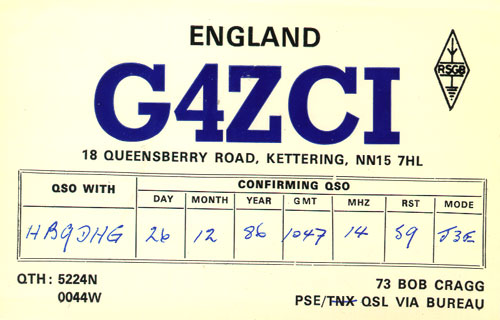 ENGLAND
RSGB
G4ZCI
18 QUEENSBERRY ROAD, KETTERING, NN15 7HL
QSO WITH CONFIRMING QSO
DAY MONTH YEAR GMT MHZ RST MODE
HB9DHG 26 12 86 1047 14 59 J3E
QTH: 5224N 73 BOB CRAGG
0044W PSE/TNX QSL VIA BUREAU